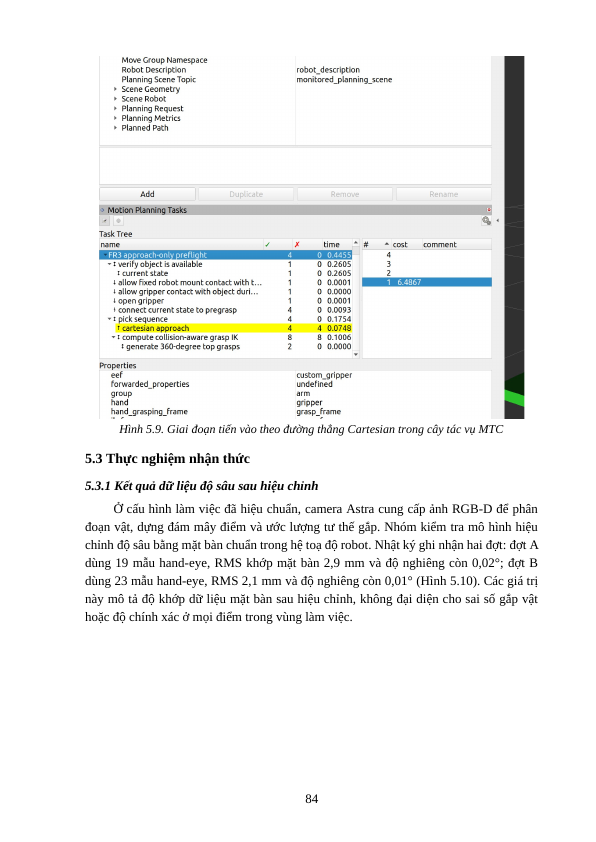 Move Group Namespace
Robot Description robot_description
Planning Scene Topic monitored_planning_scene
Scene Geometry
Scene Robot
Planning Request
Planning Metrics
Planned Path
Add Duplicate Remove Rename
Motion Planning Tasks
Task Tree
name ✓ ✗ time # cost comment
FR3 approach-only preflight 4 0 0.4455 4
verify object is available 1 0 0.2605 3
current state 1 0 0.2605 2
allow fixed robot mount contact with t... 1 0 0.0001 1 6.4867
allow gripper contact with object duri... 1 0 0.0000
open gripper 1 0 0.0001
connect current state to pregrasp 4 0 0.0093
pick sequence 4 0 0.1754
cartesian approach 4 4 0.0748
compute collision-aware grasp IK 8 8 0.1006
generate 360-degree top grasps 2 0 0.0000
Properties
eef custom_gripper
forwarded_properties undefined
group arm
hand gripper
hand_grasping_frame grasp_frame
Hình 5.9. Giai đoạn tiến vào theo đường thẳng Cartesian trong cây tác vụ MTC
5.3 Thực nghiệm nhận thức
5.3.1 Kết quả dữ liệu độ sâu sau hiệu chỉnh
Ở cấu hình làm việc đã hiệu chuẩn, camera Astra cung cấp ảnh RGB-D để phân
đoạn vật, dựng đám mây điểm và ước lượng tư thế gắp. Nhóm kiểm tra mô hình hiệu
chỉnh độ sâu bằng mặt bàn chuẩn trong hệ toạ độ robot. Nhật ký ghi nhận hai đợt: đợt A
dùng 19 mẫu hand-eye, RMS khớp mặt bàn 2,9 mm và độ nghiêng còn 0,02°; đợt B
dùng 23 mẫu hand-eye, RMS 2,1 mm và độ nghiêng còn 0,01° (Hình 5.10). Các giá trị
này mô tả độ khớp dữ liệu mặt bàn sau hiệu chỉnh, không đại diện cho sai số gắp vật
hoặc độ chính xác ở mọi điểm trong vùng làm việc.
84